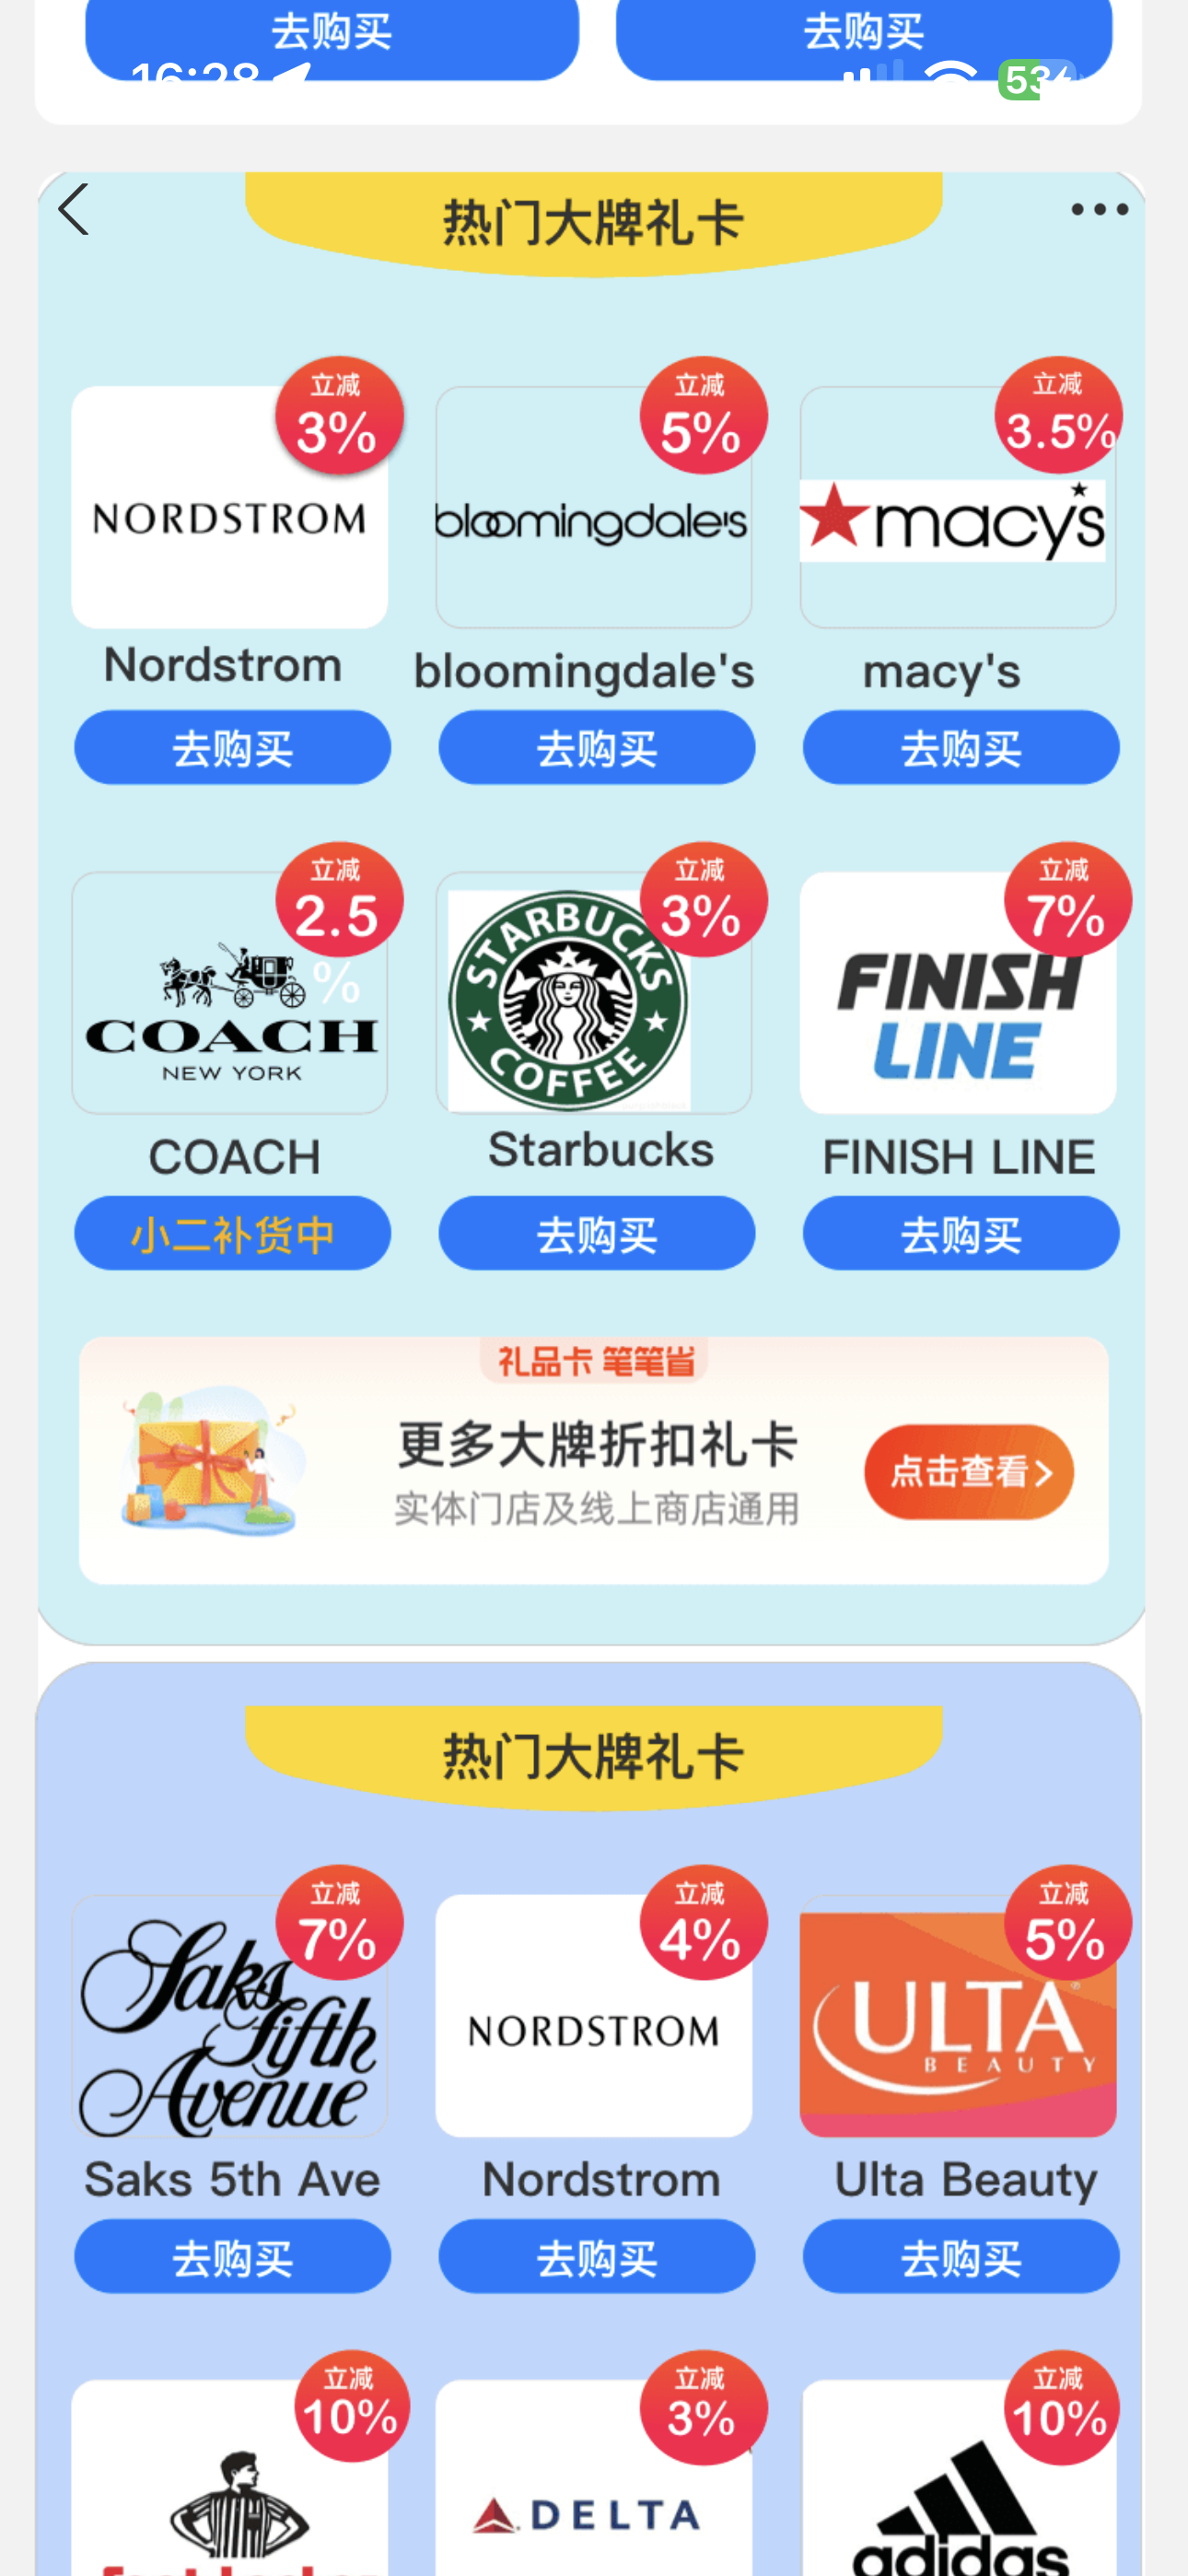 去购买 去购买
16:28 53
热门大牌礼卡
立减 立减 立减
3% 5% 3.5%
NORDSTROM bloomingdale's macy's
Nordstrom bloomingdale's macy's
去购买 去购买 去购买
立减 立减 立减
2.5 3% 7%
%
COACH
NEW YORK
STARBUCKS
COFFEE
FINISH
LINE
COACH Starbucks FINISH LINE
小二补货中 去购买 去购买
礼品卡 笔笔省
更多大牌折扣礼卡
实体门店及线上商店通用
点击查看>
热门大牌礼卡
立减 立减 立减
7% 4% 5%
Saks
Fifth
Avenue
NORDSTROM
ULTA
BEAUTY
Saks 5th Ave Nordstrom Ulta Beauty
去购买 去购买 去购买
立减 立减 立减
10% 3% 10%
DELTA
adidas